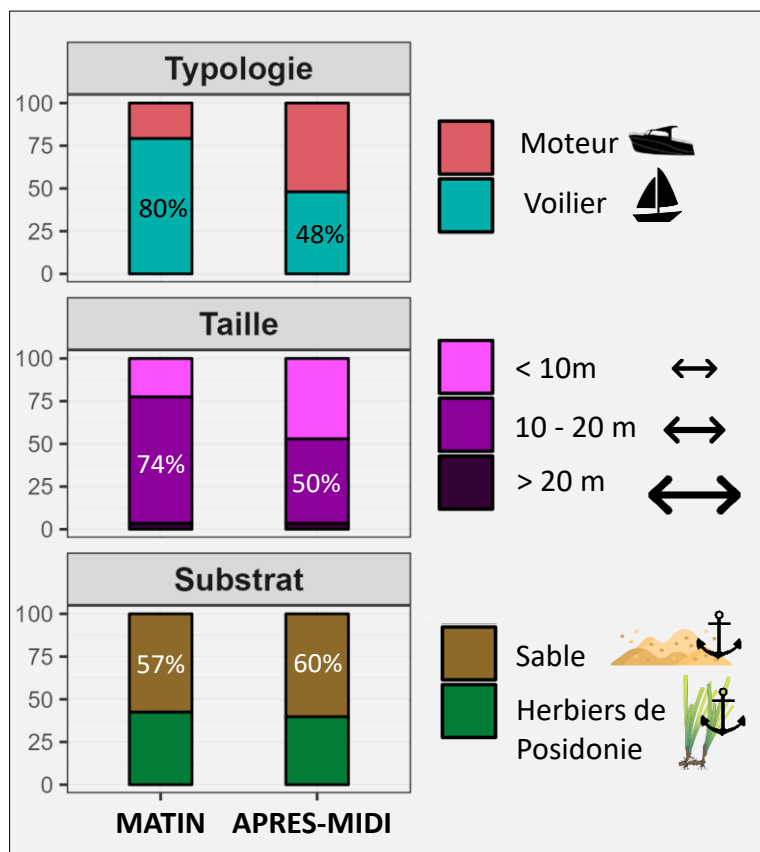 Typologie
100
75
50
25
0
80%
48%
Moteur
Voilier
Taille
100
75
50
25
0
74%
50%
< 10m
10 - 20 m
> 20 m
Substrat
100
75
50
25
0
57%
60%
Sable
Herbiers de
Posidonie
MATIN APRES-MIDI